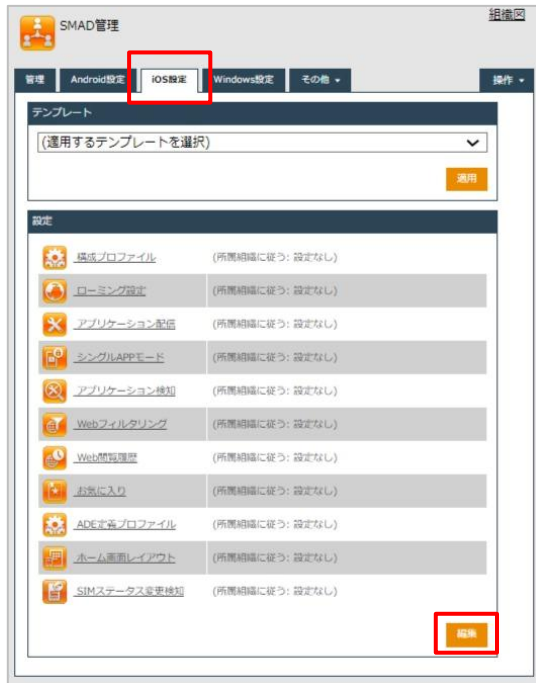 組織図
SMAD管理
管理 Android設定 iOS設定 Windows設定 その他 ▾ 操作 ▾
テンプレート
(適用するテンプレートを選択)
適用
設定
構成プロファイル (所属組織に従う: 設定なし)
ローミング設定 (所属組織に従う: 設定なし)
アプリケーション配信 (所属組織に従う: 設定なし)
シングルAPPモード (所属組織に従う: 設定なし)
アプリケーション検知 (所属組織に従う: 設定なし)
Webフィルタリング (所属組織に従う: 設定なし)
Web閲覧履歴 (所属組織に従う: 設定なし)
お気に入り (所属組織に従う: 設定なし)
ADE定義プロファイル (所属組織に従う: 設定なし)
ホーム画面レイアウト (所属組織に従う: 設定なし)
SIMステータス変更検知 (所属組織に従う: 設定なし)
編集